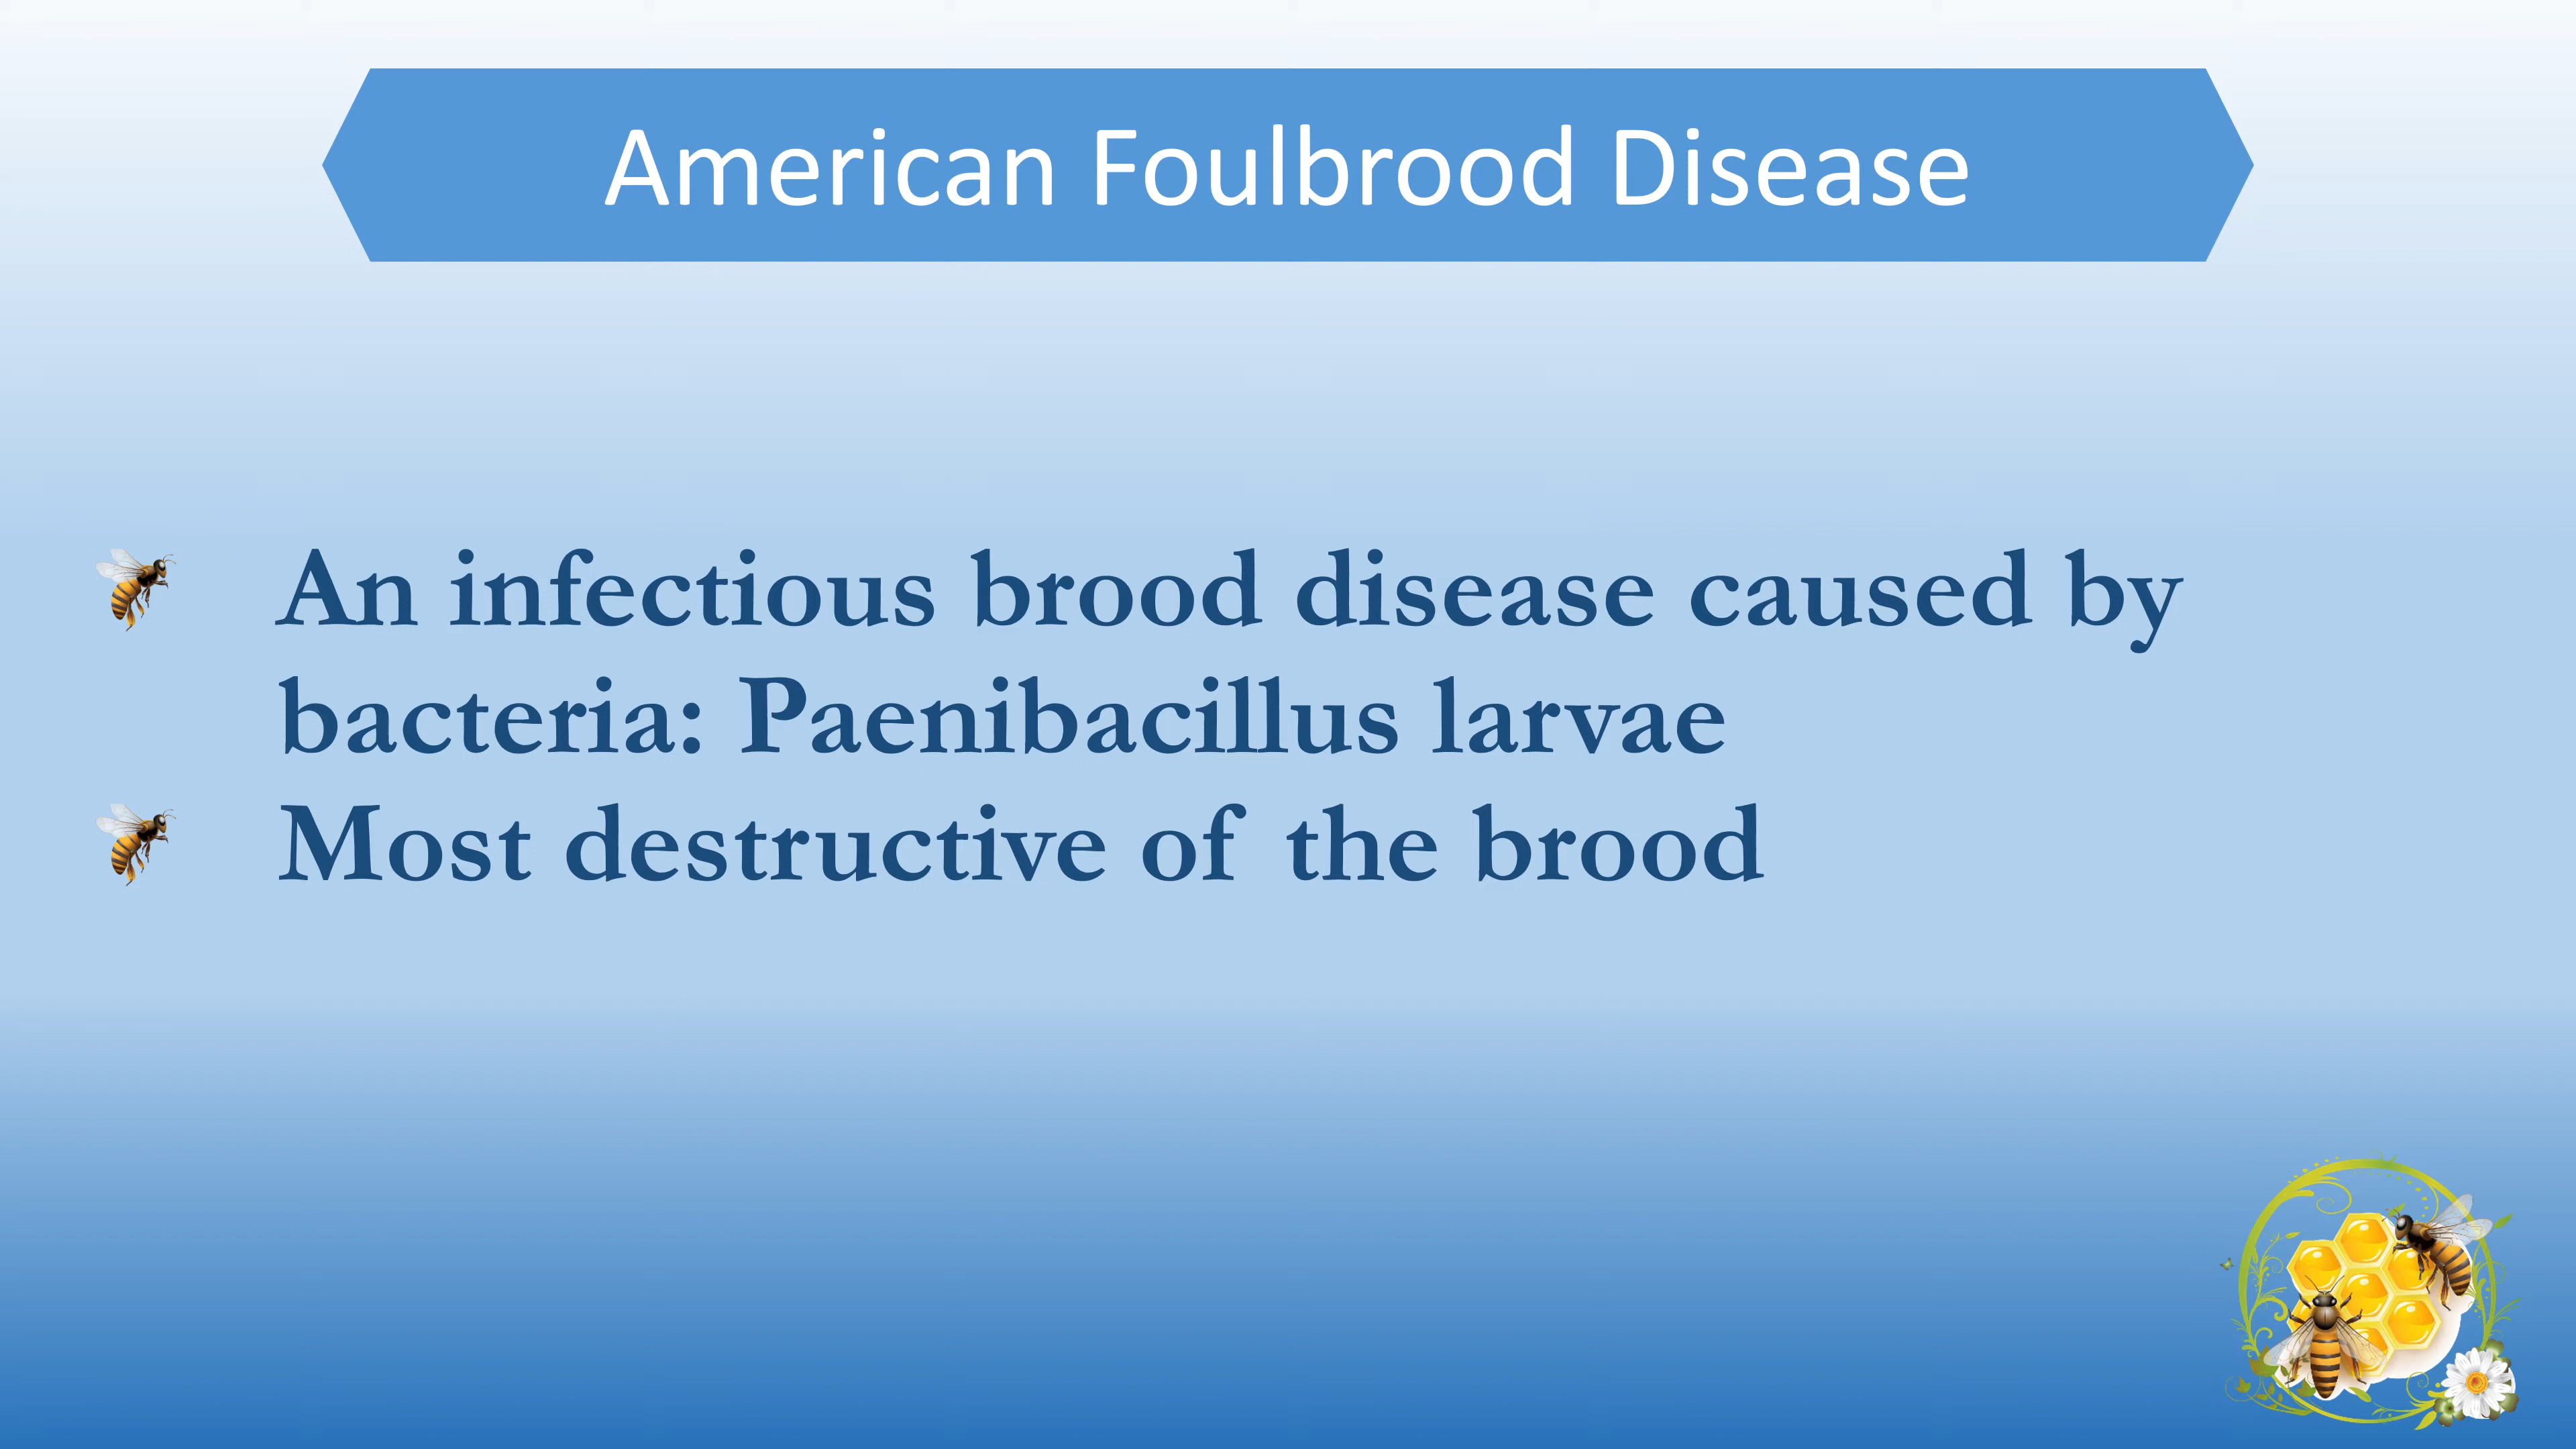 American Foulbrood Disease
An infectious brood disease caused by
bacteria: Paenibacillus larvae
Most destructive of the brood